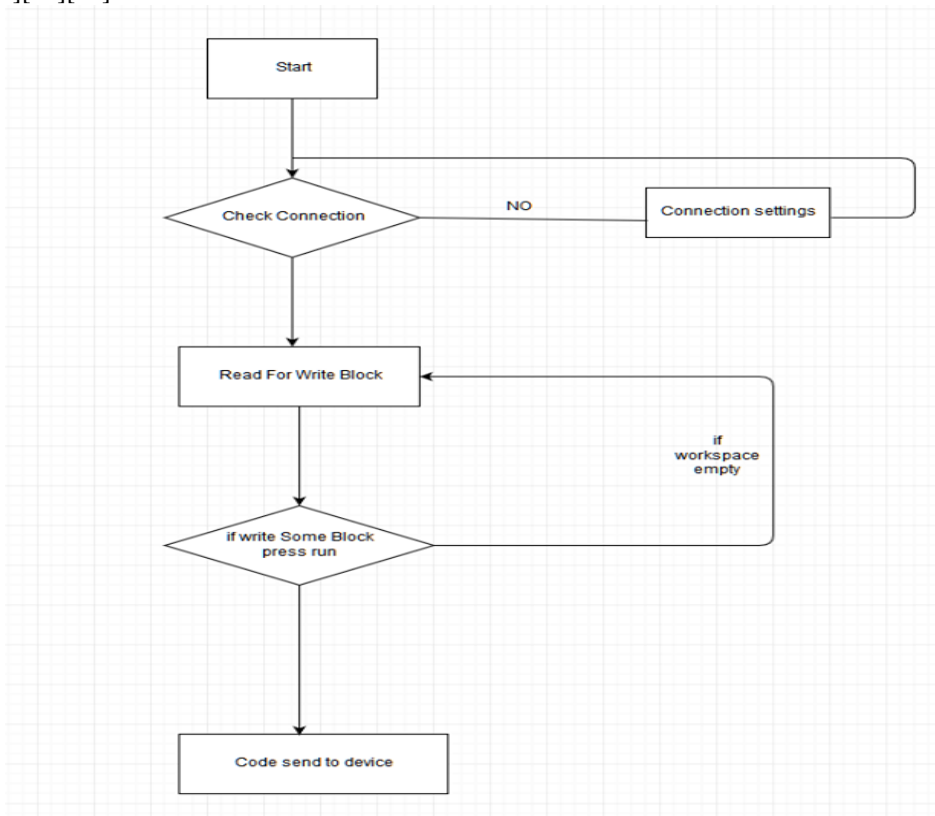 Start
Check Connection
NO
Connection settings
Read For Write Block
if
workspace
empty
if write Some Block
press run
Code send to device